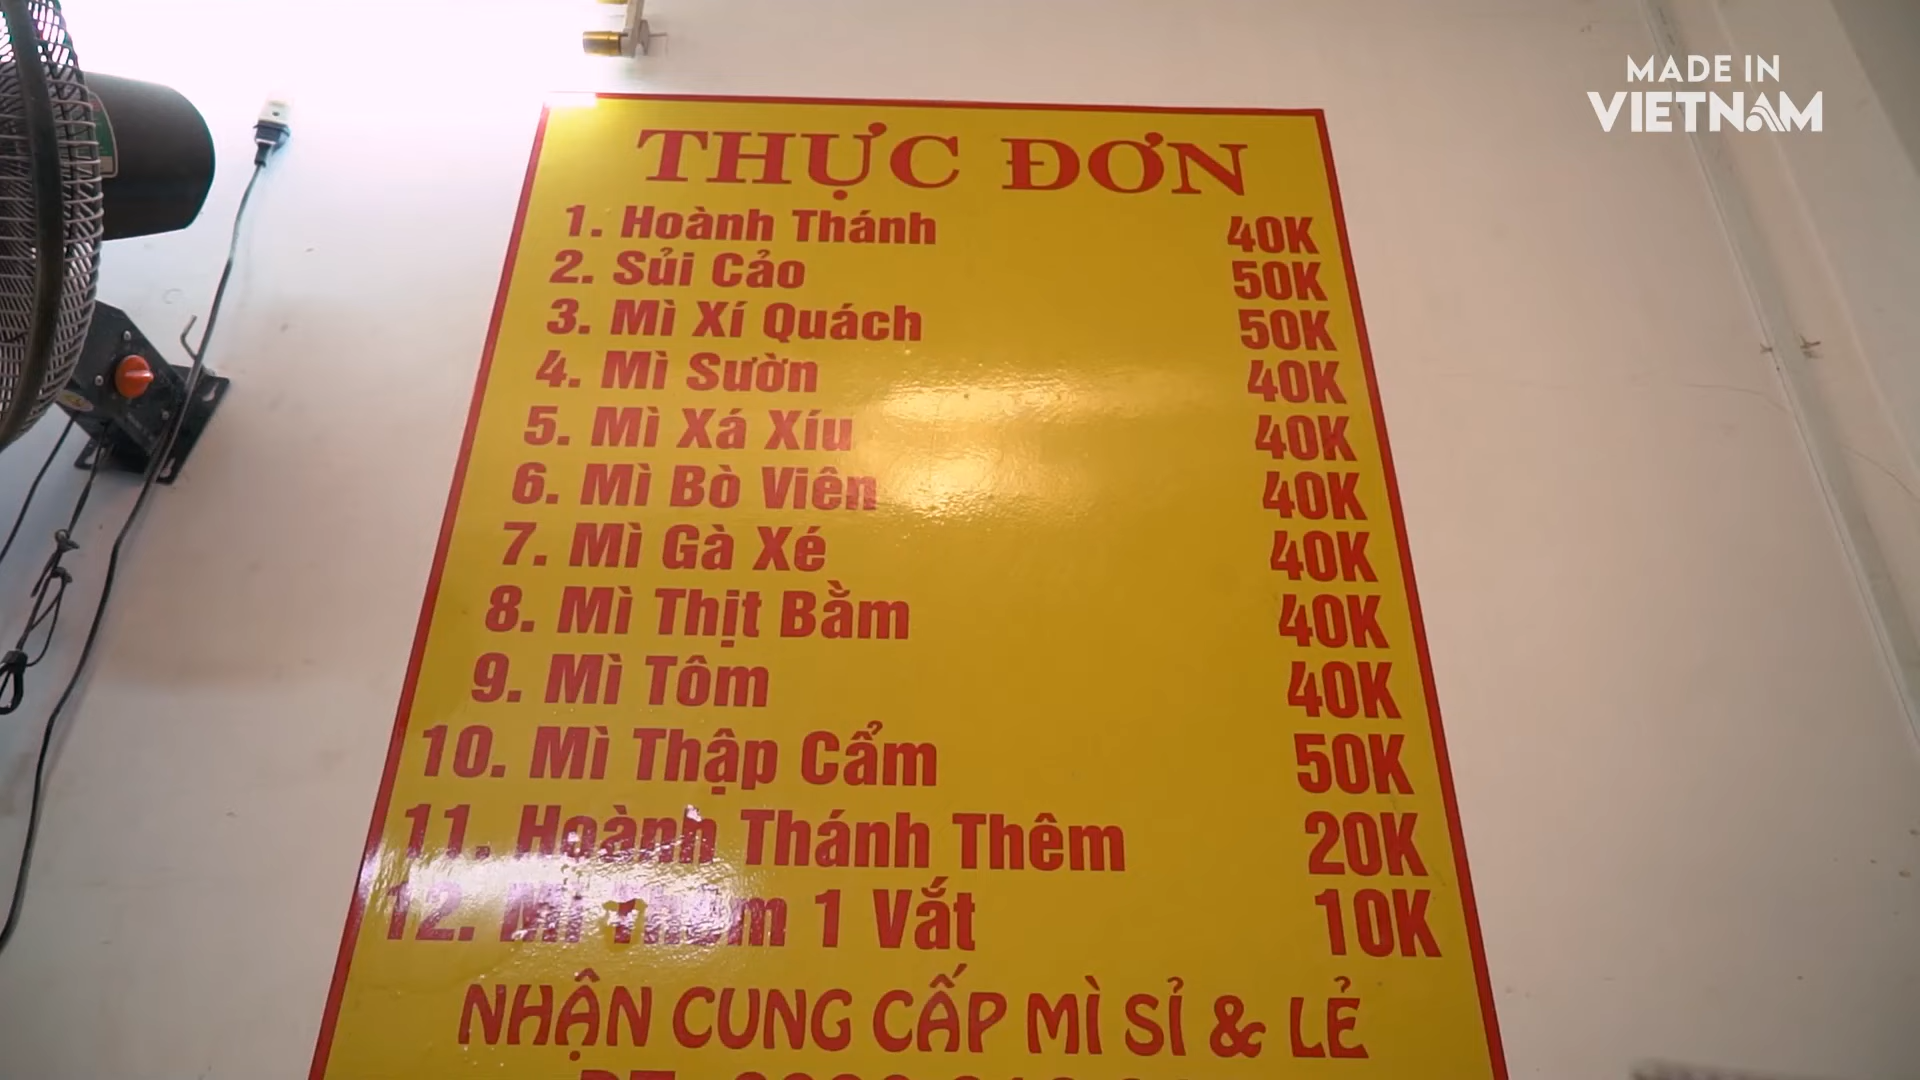 MADE IN
VIETNAM
THỰC ĐƠN
1. Hoành Thánh 40K
2. Sủi Cảo 50K
3. Mì Xí Quách 50K
4. Mì Sườn 40K
5. Mì Xá Xíu 40K
6. Mì Bò Viên 40K
7. Mì Gà Xé 40K
8. Mì Thịt Bằm 40K
9. Mì Tôm 40K
10. Mì Thập Cẩm 50K
11. Hoành Thánh Thêm 20K
12. Mì Thêm 1 Vắt 10K
NHẬN CUNG CẤP MÌ SỈ & LẺ